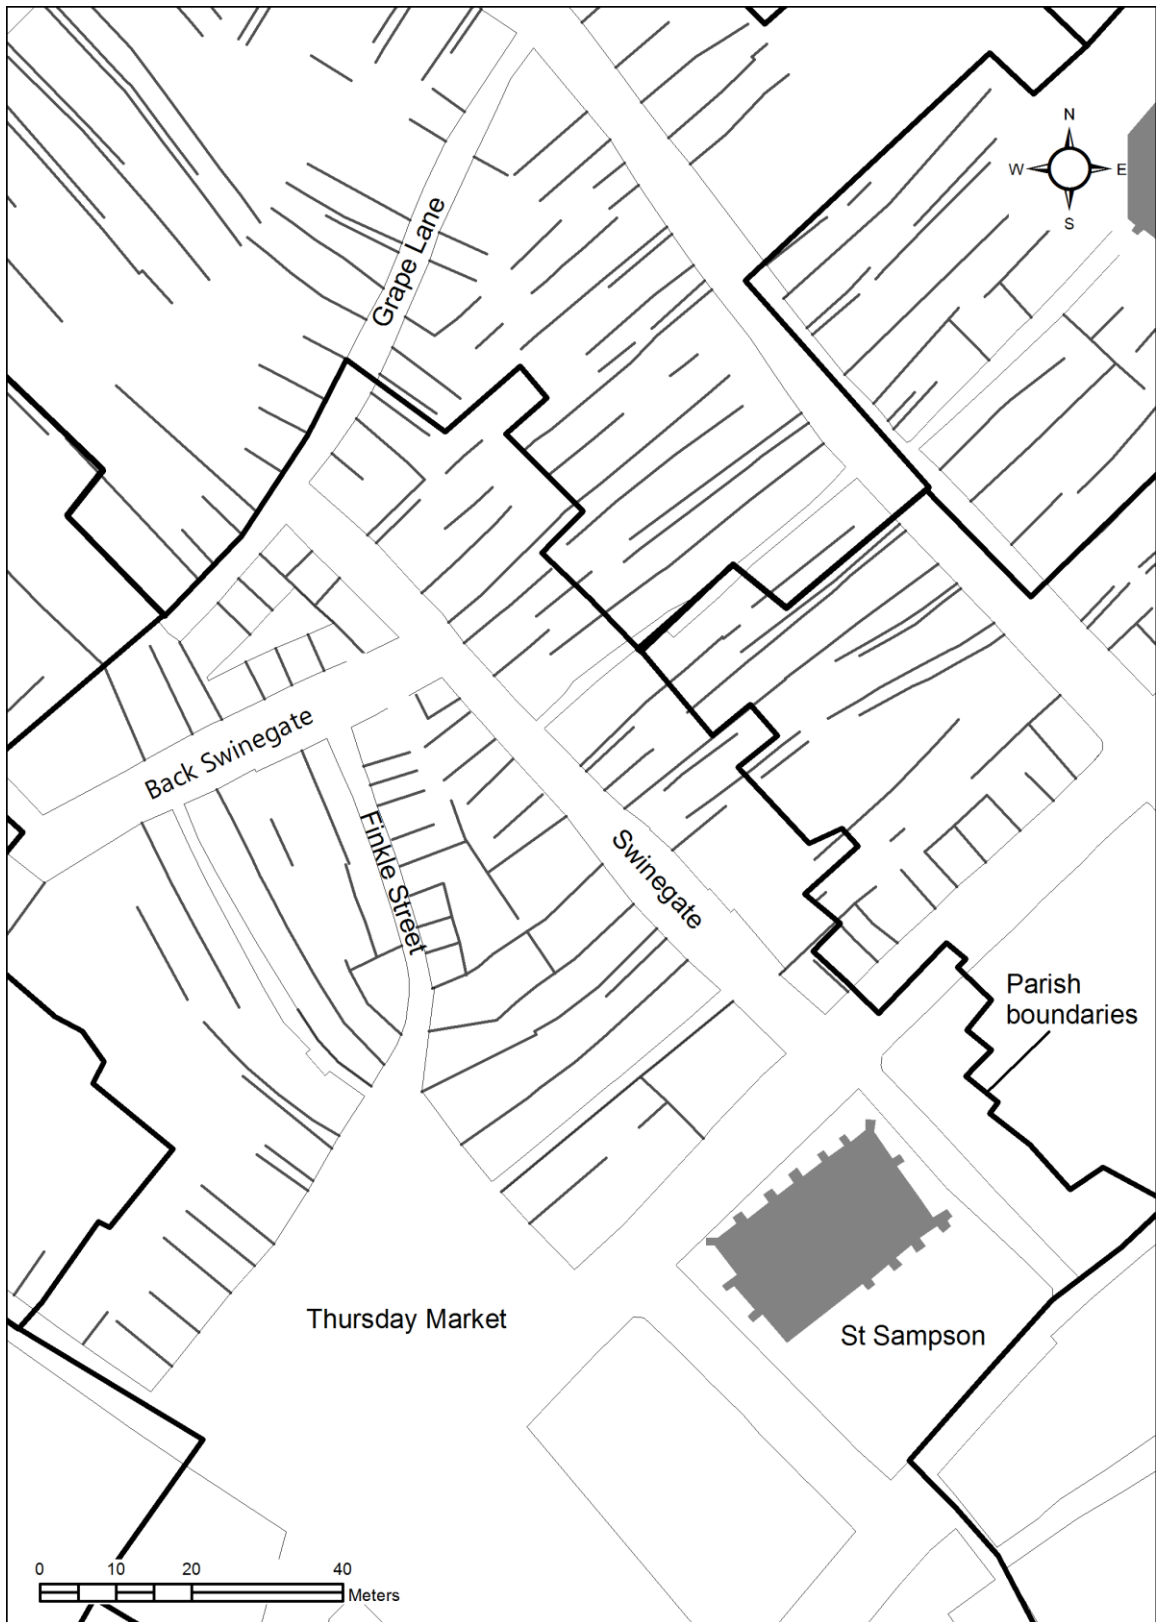 N
W
E
S
Grape Lane
Back Swinegate
Finkle Street
Swinegate
Parish
boundaries
Thursday Market
St Sampson
0 10 20 40
Meters